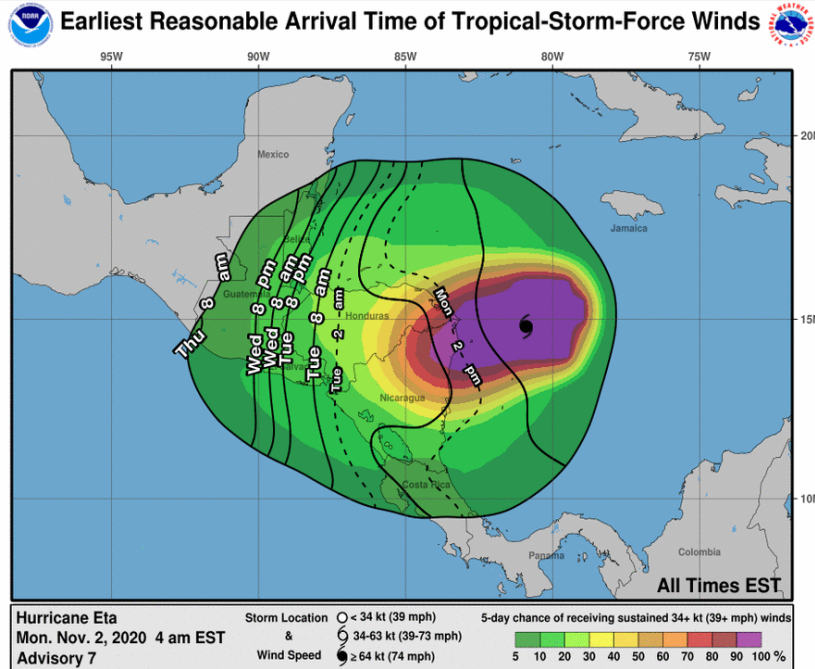 Earliest Reasonable Arrival Time of Tropical-Storm-Force Winds
NOAA
95W 90W 85W 80W 75W
20N
Mexico
Jamaica
Belize
am
8
Thu
pm
8
Wed
am
8
Wed
pm
8
Tue
am
8
Tue
am
2
Tue
Mon
2
pm
Guatemala
Honduras
15N
Nicaragua
Costa Rica
10N
Panama
Colombia
All Times EST
Hurricane Eta
Mon. Nov. 2, 2020 4 am EST
Advisory 7
Storm Location
&
Wind Speed
< 34 kt (39 mph)
34-63 kt (39-73 mph)
≥ 64 kt (74 mph)
5-day chance of receiving sustained 34+ kt (39+ mph) winds
5 10 20 30 40 50 60 70 80 90 100 %